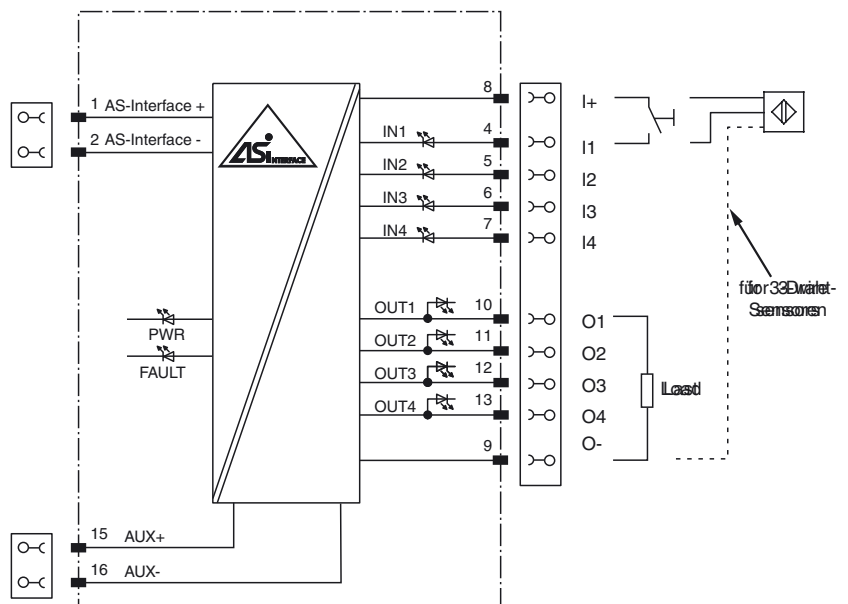 1 AS-Interface +
2 AS-Interface -
ASi INTERFACE
8
I+
IN1
4
I1
IN2
5
I2
IN3
6
I3
IN4
7
I4
OUT1
10
O1
OUT2
11
O2
OUT3
12
O3
OUT4
13
O4
9
O-
PWR
FAULT
15 AUX+
16 AUX-